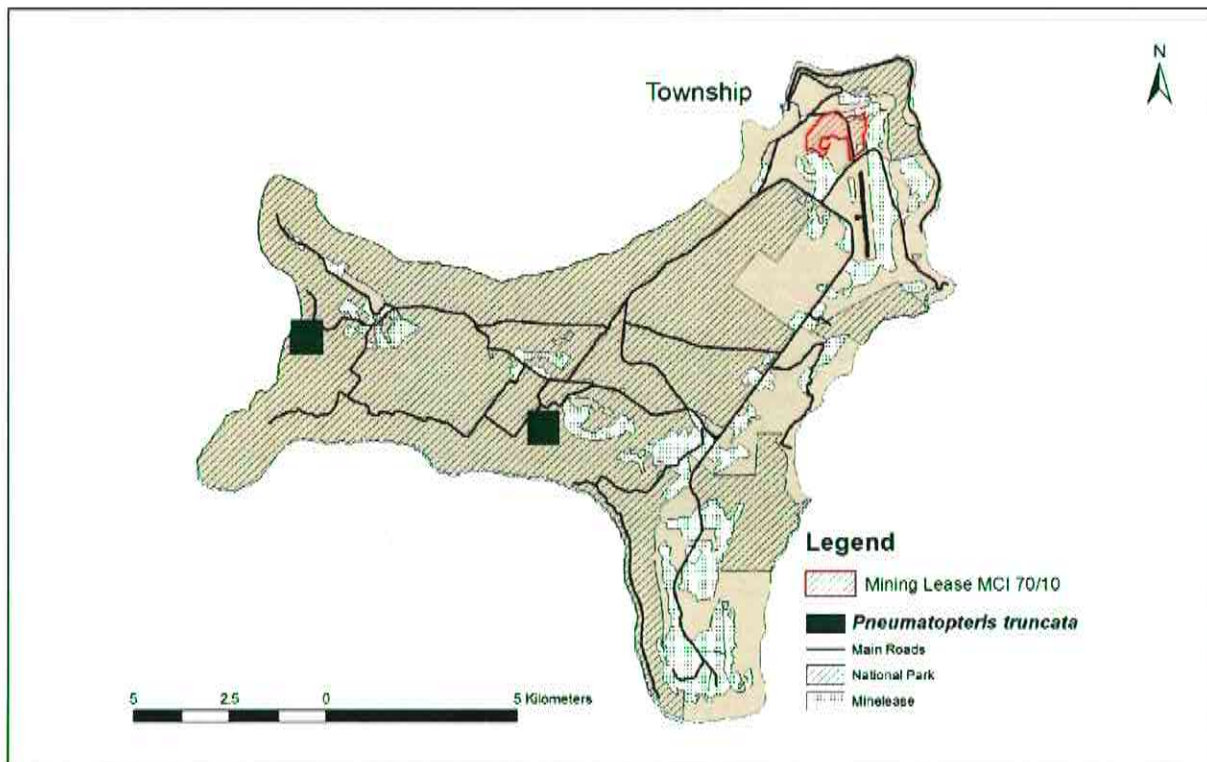 N
Township
Legend
Mining Lease MCI 70/10
Pneumatopteris truncata
Main Roads
National Park
Minelease
5 2.5 0 5 Kilometers